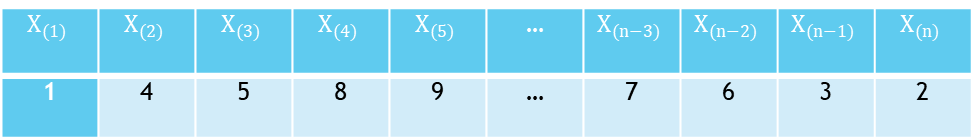 X₍₁₎ X₍₂₎ X₍₃₎ X₍₄₎ X₍₅₎ ... X₍ₙ₋₃₎ X₍ₙ₋₂₎ X₍ₙ₋₁₎ X₍ₙ₎
1 4 5 8 9 ... 7 6 3 2